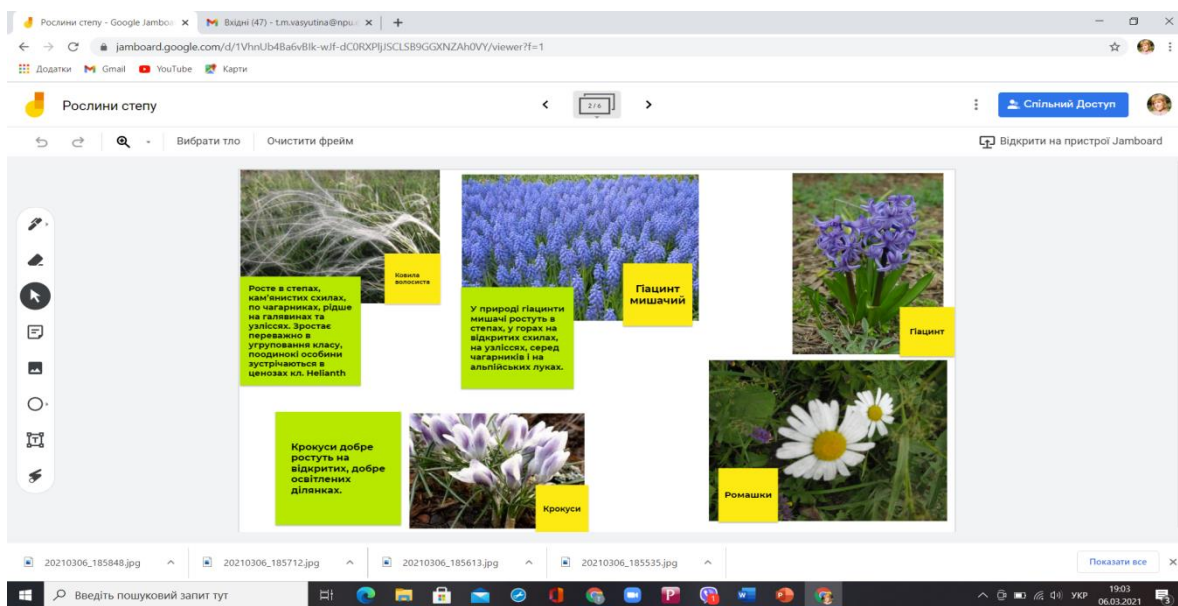 Рослини степу - Google Jambo
Вхідні (47) - t.m.vasyutina@npu.
jamboard.google.com/d/1VhnUb4Ba6vBIk-wJf-dC0RXPljJSCLSB9GGXNZAh0VY/viewer?f=1
Додатки Gmail YouTube Карти
Рослини степу
2/6
Спільний Доступ
Вибрати тло Очистити фрейм
Відкрити на пристрої Jamboard
Ковила
волосиста
Росте в степах,
кам'янистих схилах,
по чагарниках, рідше
на галявинах та
узліссях. Зростає
переважно в
угруповання класу,
поодинокі особини
зустрічаються в
ценозах кл. Helianth
Гіацинт
мишачий
У природі гіацинти
мишачі ростуть в
степах, у горах на
відкритих схилах,
на узліссях, серед
чагарників і на
альпійських луках.
Гіацинт
Крокуси добре
ростуть на
відкритих, добре
освітлених
ділянках.
Крокуси
Ромашки
20210306_185848.jpg
20210306_185712.jpg
20210306_185613.jpg
20210306_185535.jpg
Показати все
Введіть пошуковий запит тут
УКР
19:03
06.03.2021